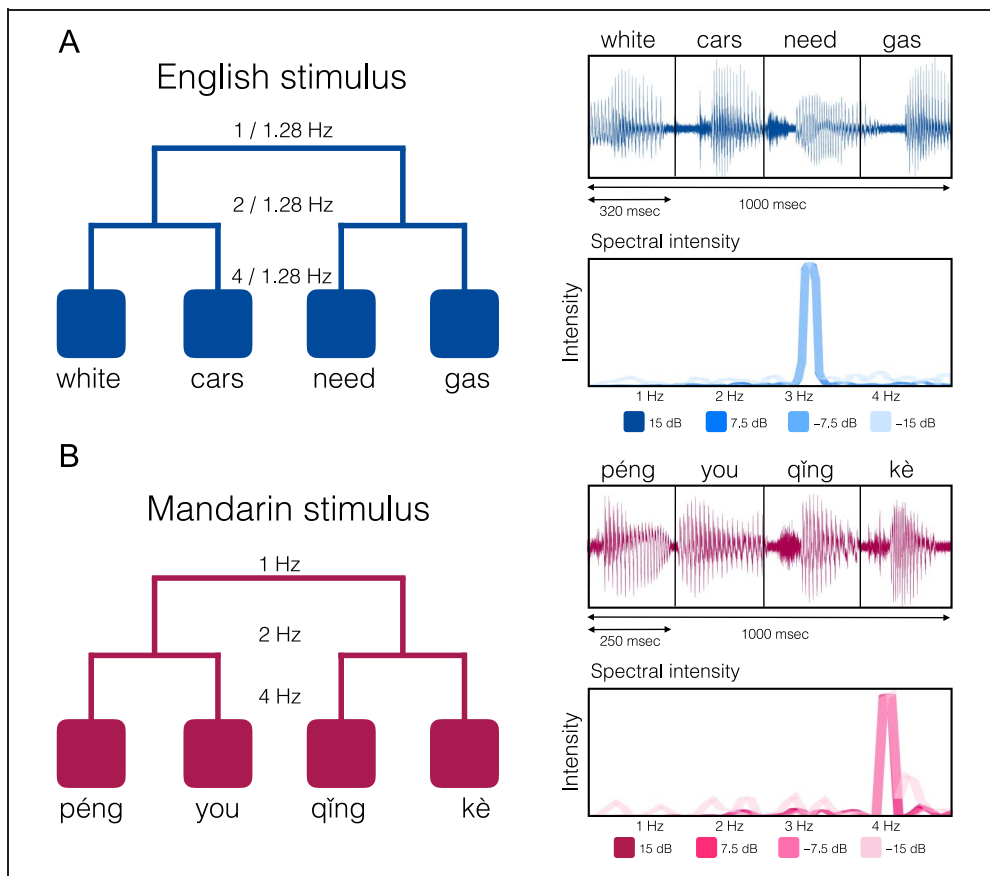 A
English stimulus
1 / 1.28 Hz
2 / 1.28 Hz
4 / 1.28 Hz
white cars need gas
white cars need gas
320 msec 1000 msec
Spectral intensity
Intensity
1 Hz 2 Hz 3 Hz 4 Hz
15 dB 7.5 dB −7.5 dB −15 dB
B
Mandarin stimulus
1 Hz
2 Hz
4 Hz
péng you qǐng kè
péng you qǐng kè
250 msec 1000 msec
Spectral intensity
Intensity
1 Hz 2 Hz 3 Hz 4 Hz
15 dB 7.5 dB −7.5 dB −15 dB